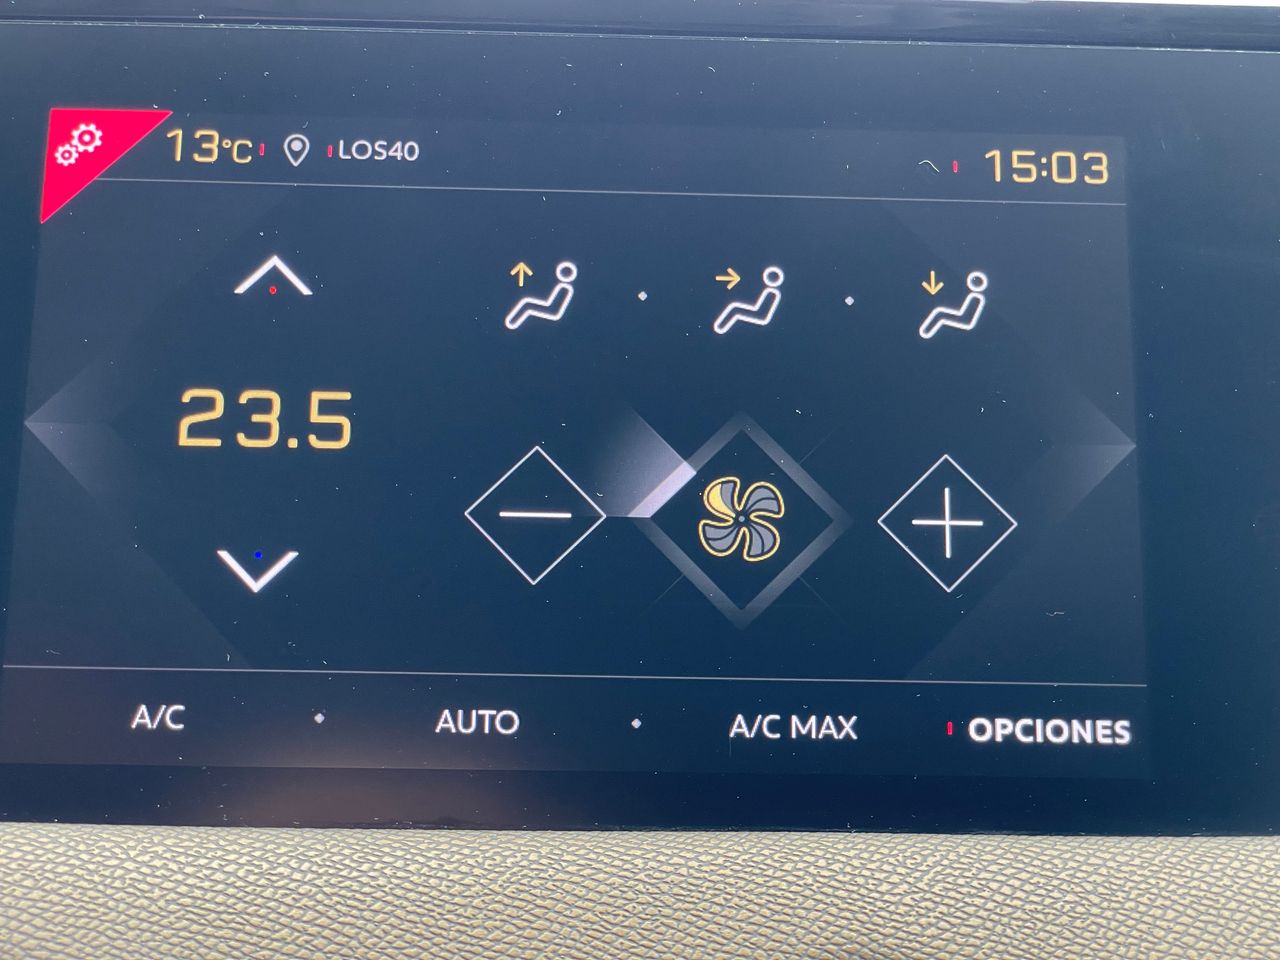 13°C LOS40 15:03
23.5
A/C AUTO A/C MAX OPCIONES